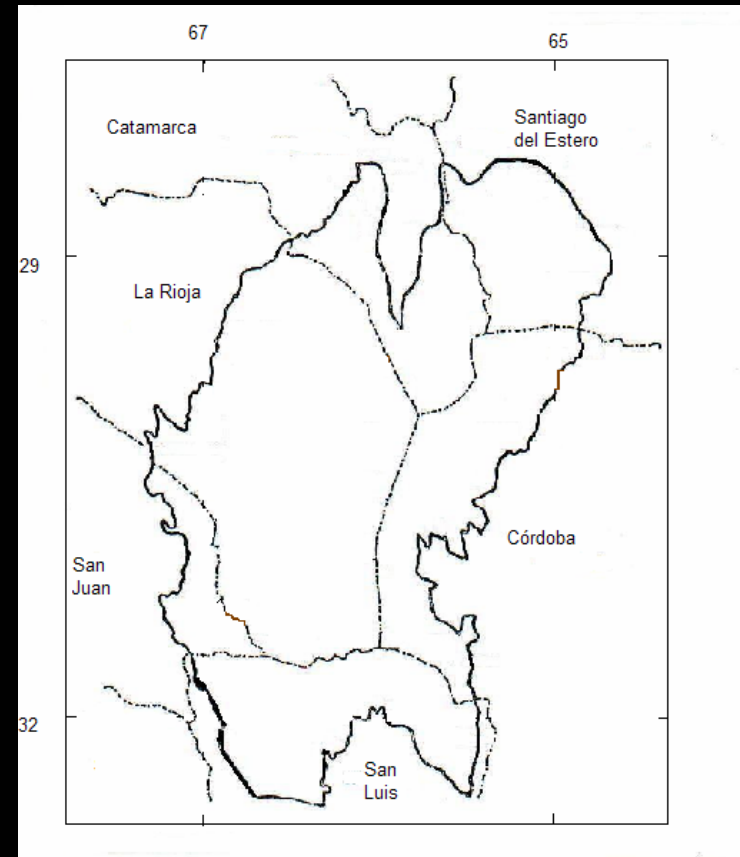 67
65
Catamarca
Santiago
del Estero
29
La Rioja
Córdoba
San
Juan
32
San
Luis